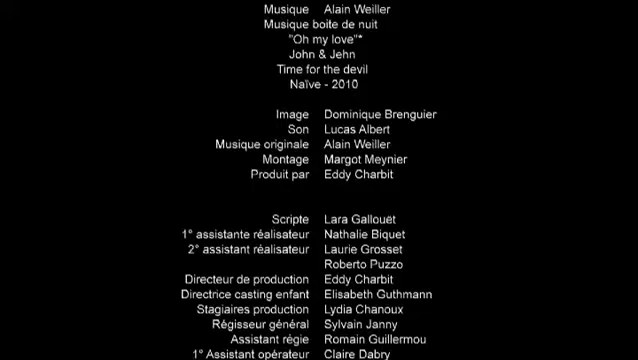 Musique Alain Weiller
Musique boite de nuit
"Oh my love"*
John & Jehn
Time for the devil
Naïve - 2010
Image Dominique Brenguier
Son Lucas Albert
Musique originale Alain Weiller
Montage Margot Meynier
Produit par Eddy Charbit
Scripte Lara Gallouët
1° assistante réalisateur Nathalie Biquet
2° assistant réalisateur Laurie Grosset
Roberto Puzzo
Directeur de production Eddy Charbit
Directrice casting enfant Elisabeth Guthmann
Stagiaires production Lydia Chanoux
Régisseur général Sylvain Janny
Assistant régie Romain Guillermou
1° Assistant opérateur Claire Dabry